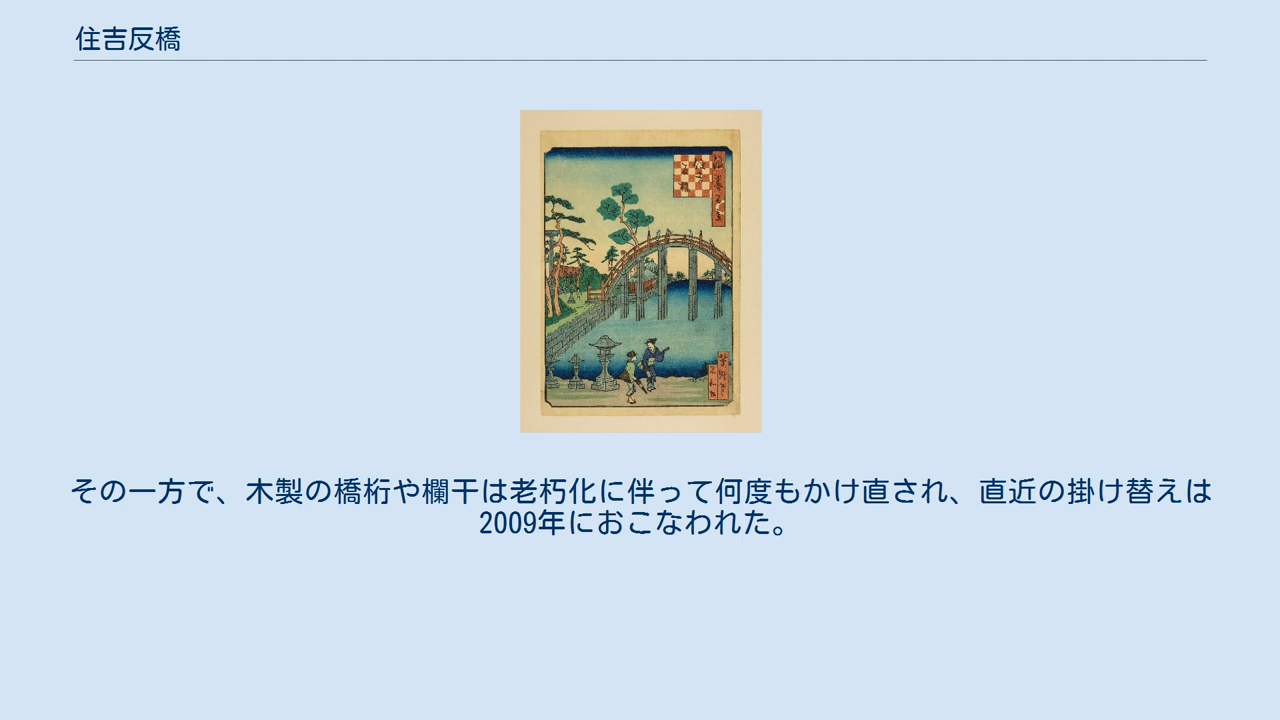 住吉反橋
その一方で、木製の橋桁や欄干は老朽化に伴って何度もかけ直され、直近の掛け替えは
2009年におこなわれた。